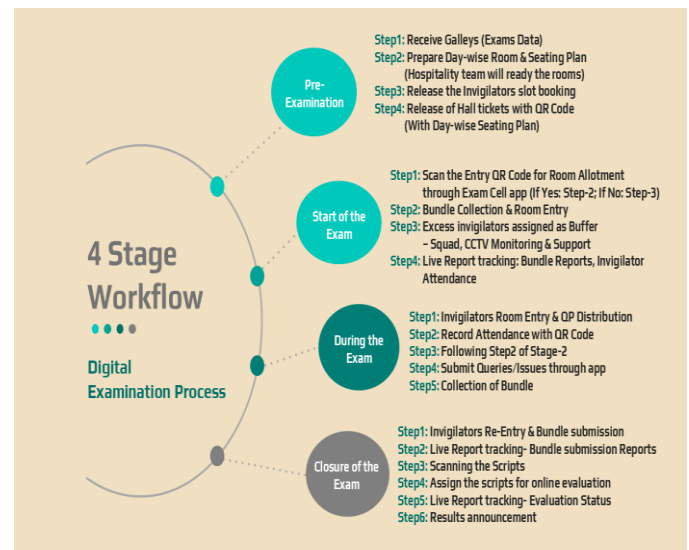 Step1: Receive Galleys (Exams Data)
Step2: Prepare Day-wise Room & Seating Plan
(Hospitality team will ready the rooms)
Step3: Release the Invigilators slot booking
Step4: Release of Hall tickets with QR Code
(With Day-wise Seating Plan)
Pre-
Examination
Step1: Scan the Entry QR Code for Room Allotment
through Exam Cell app (If Yes: Step-2; If No: Step-3)
Step2: Bundle Collection & Room Entry
Step3: Excess invigilators assigned as Buffer
– Squad, CCTV Monitoring & Support
Step4: Live Report tracking: Bundle Reports, Invigilator
Attendance
Start of the
Exam
4 Stage
Workflow
Digital
Examination Process
Step1: Invigilators Room Entry & QP Distribution
Step2: Record Attendance with QR Code
Step3: Following Step2 of Stage-2
Step4: Submit Queries/Issues through app
Step5: Collection of Bundle
During the
Exam
Step1: Invigilators Re-Entry & Bundle submission
Step2: Live Report tracking- Bundle submission Reports
Step3: Scanning the Scripts
Step4: Assign the scripts for online evaluation
Step5: Live Report tracking- Evaluation Status
Step6: Results announcement
Closure of the
Exam